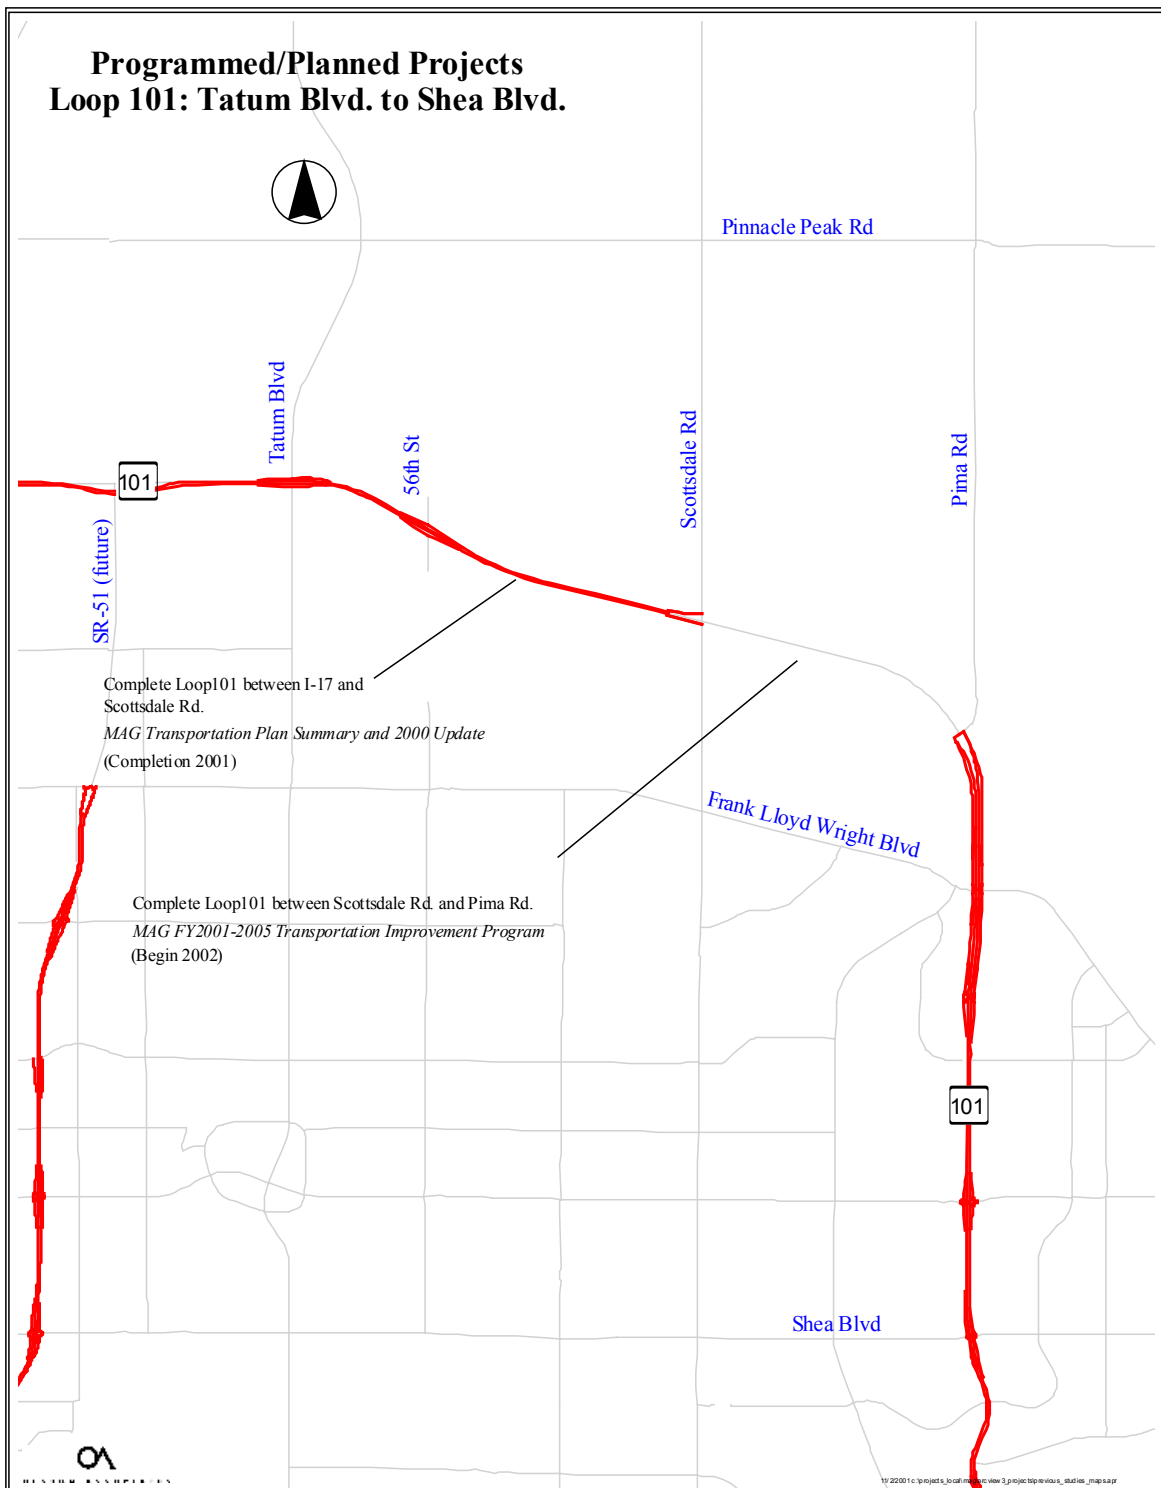 Programmed/Planned Projects
Loop 101: Tatum Blvd. to Shea Blvd.
Pinnacle Peak Rd
Tatum Blvd
56th St
Scottsdale Rd
Pima Rd
101
SR-51 (future)
Complete Loop101 between I-17 and
Scottsdale Rd.
MAG Transportation Plan Summary and 2000 Update
(Completion 2001)
Frank Lloyd Wright Blvd
Complete Loop101 between Scottsdale Rd. and Pima Rd.
MAG FY2001-2005 Transportation Improvement Program
(Begin 2002)
101
Shea Blvd